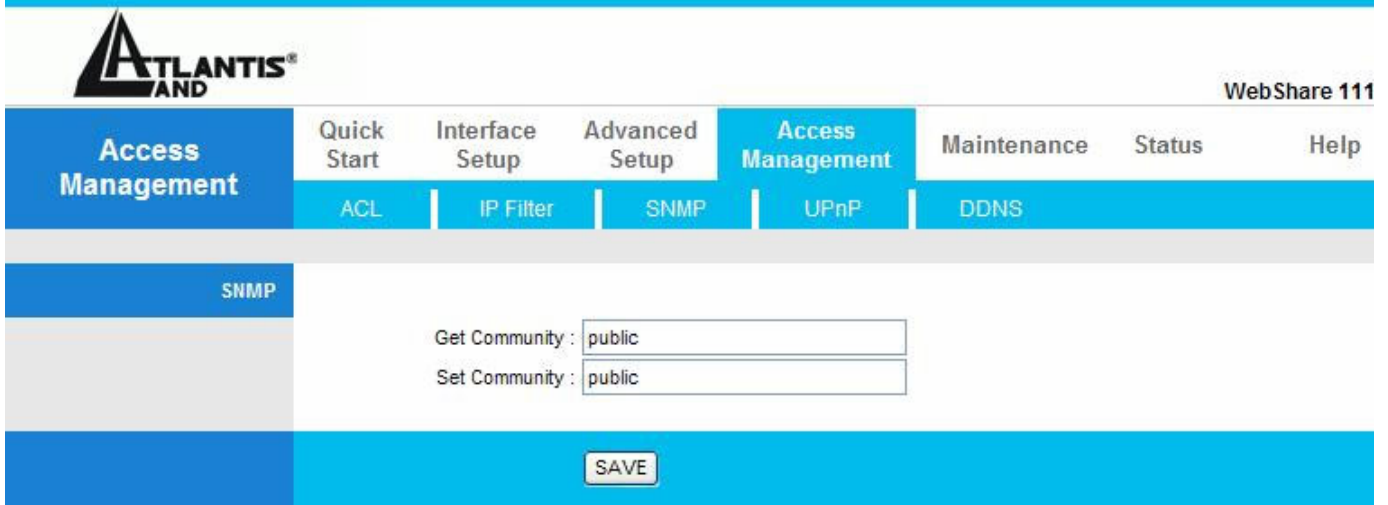 ATLANTIS®
LAND
WebShare 111
Access
Management
Quick
Start
Interface
Setup
Advanced
Setup
Access
Management
Maintenance
Status
Help
ACL
IP Filter
SNMP
UPnP
DDNS
SNMP
Get Community : public
Set Community : public
SAVE